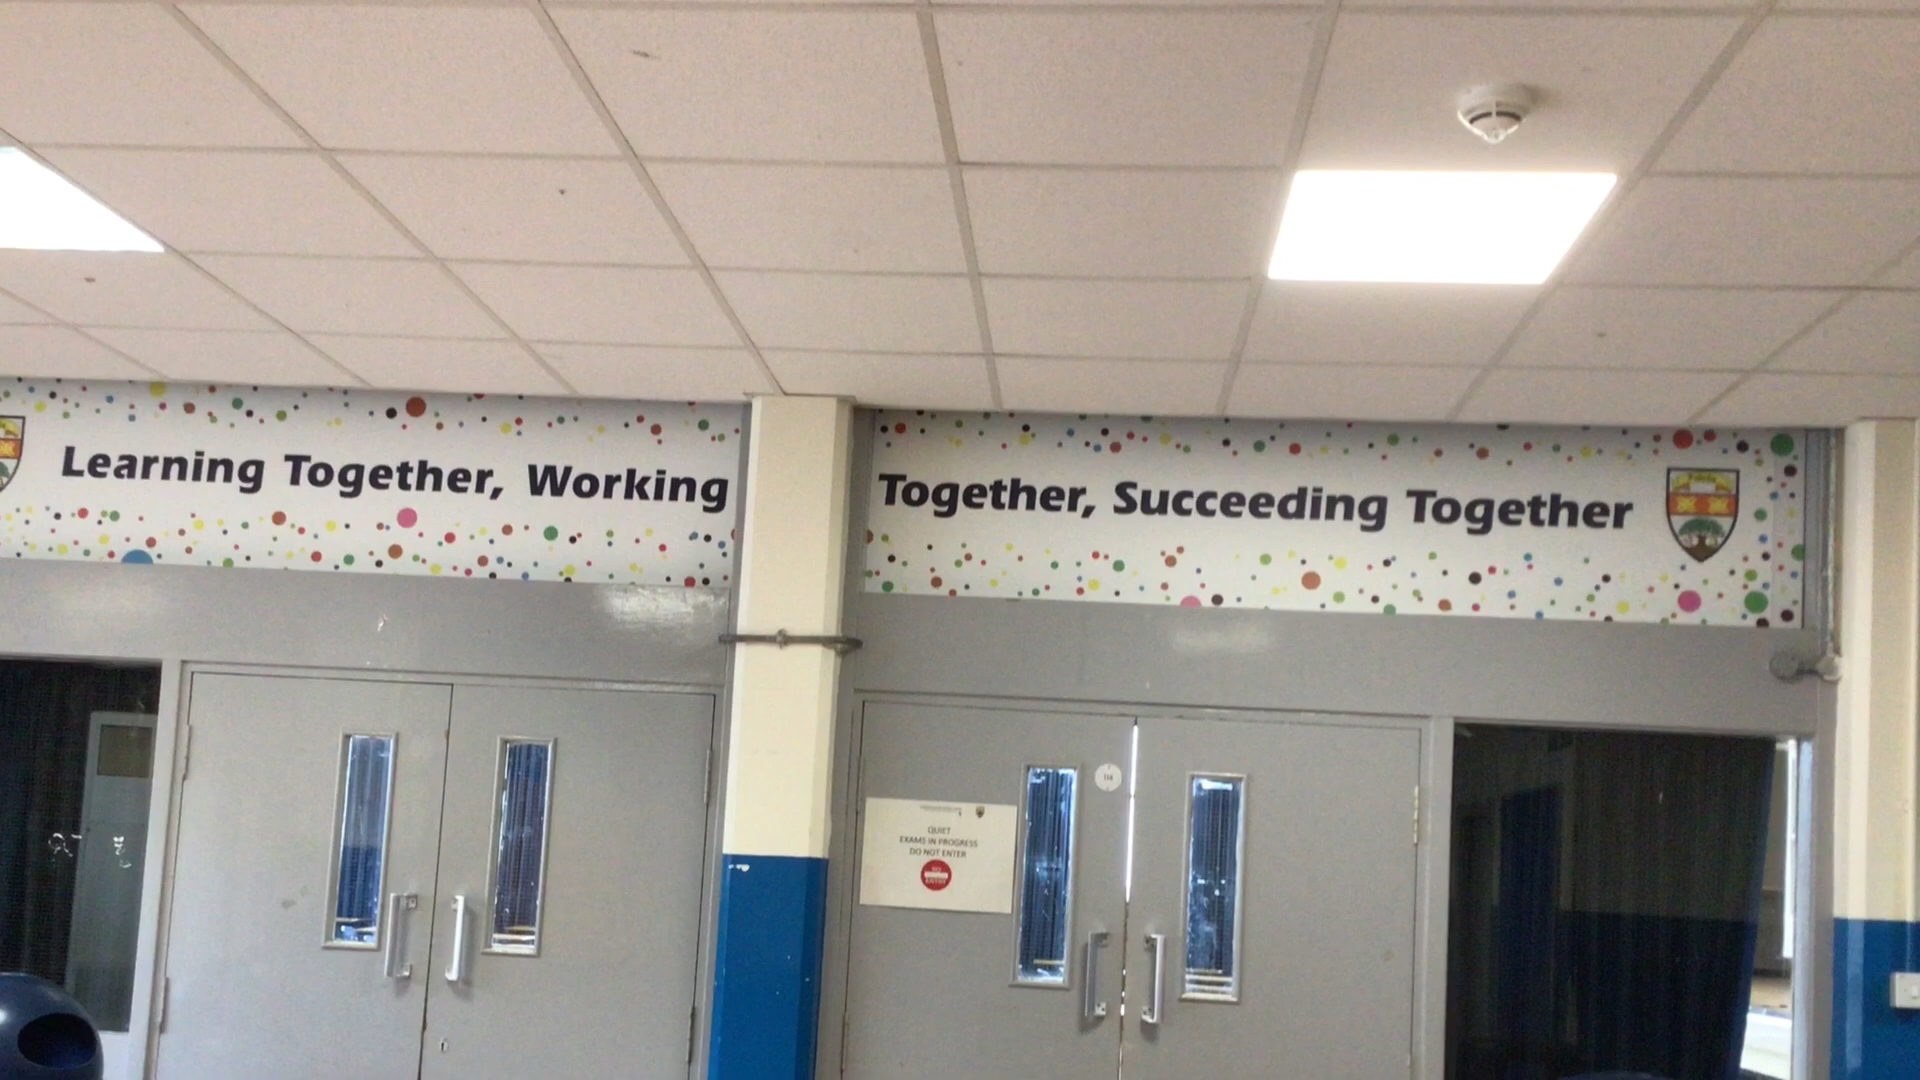 Learning Together, Working Together, Succeeding Together
QUIET
EXAMS IN PROGRESS
DO NOT ENTER